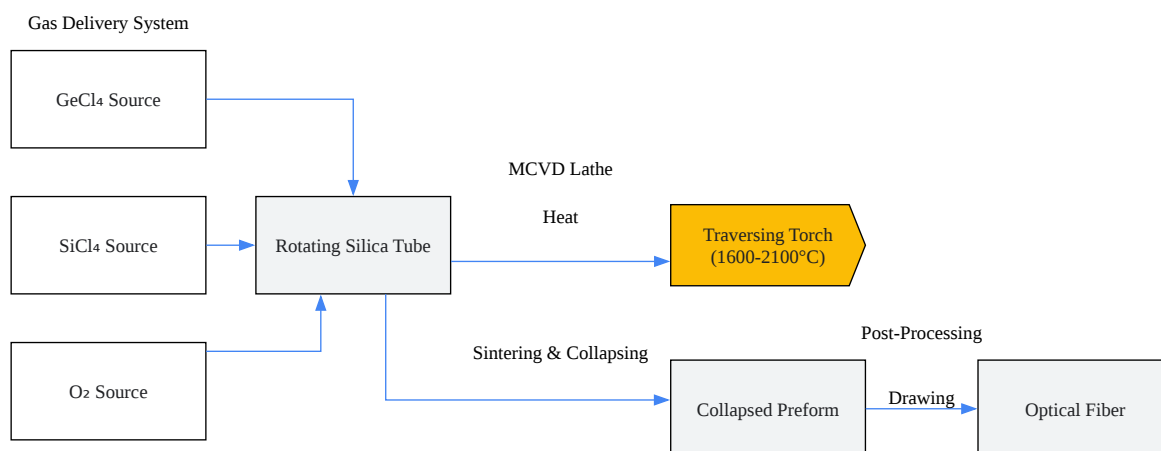 Gas Delivery System
GeCl₄ Source
MCVD Lathe
Heat
SiCl₄ Source
Rotating Silica Tube
Traversing Torch
(1600-2100°C)
Post-Processing
Sintering & Collapsing
O₂ Source
Collapsed Preform
Drawing
Optical Fiber